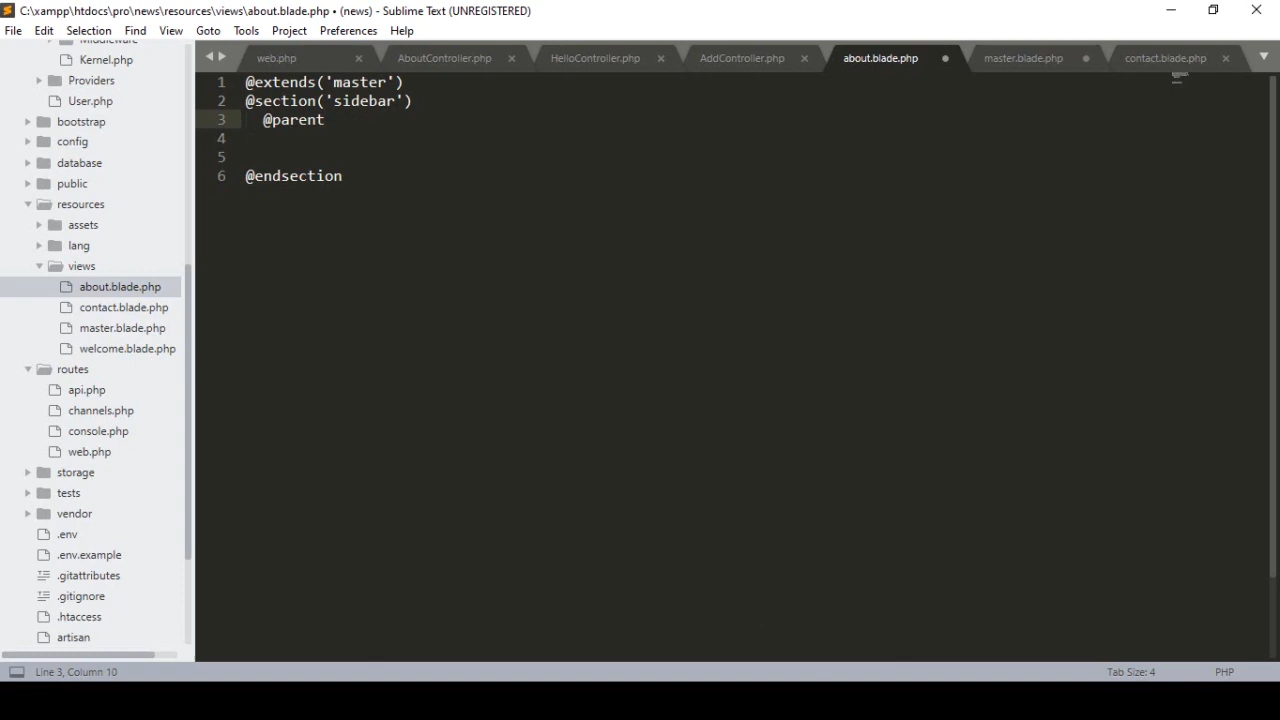 C:\xampp\htdocs\pro\news\resources\views\about.blade.php • (news) - Sublime Text (UNREGISTERED)
File Edit Selection Find View Goto Tools Project Preferences Help
Middleware
Kernel.php
Providers
User.php
bootstrap
config
database
public
resources
assets
lang
views
about.blade.php
contact.blade.php
master.blade.php
welcome.blade.php
routes
api.php
channels.php
console.php
web.php
storage
tests
vendor
.env
.env.example
.gitattributes
.gitignore
.htaccess
artisan
web.php AboutController.php HelloController.php AddController.php about.blade.php master.blade.php contact.blade.php
1 @extends('master')
2 @section('sidebar')
3 @parent
4
5
6 @endsection
Line 3, Column 10 Tab Size: 4 PHP